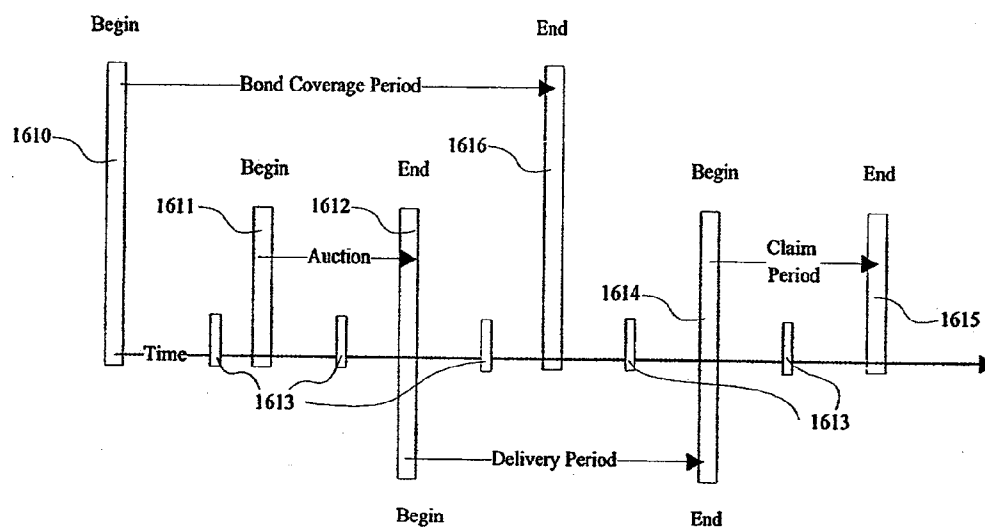 Begin
End
Bond Coverage Period
1610
1616
Begin
End
Begin
End
1611
1612
Auction
Claim
Period
1614
1615
Time
1613
1613
Delivery Period
Begin
End